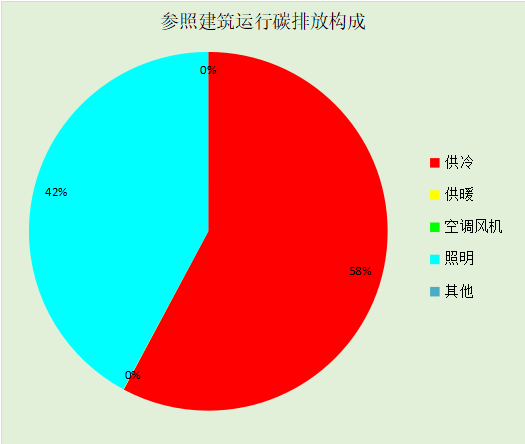 参照建筑运行碳排放构成
0%
42%
58%
0%
供冷
供暖
空调风机
照明
其他